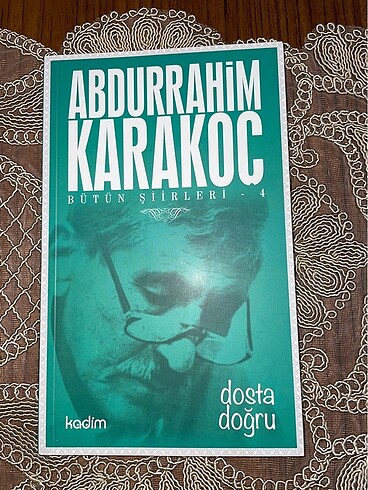 ABDURRAHiM
KARAKOÇ
BÜTÜN ŞİİRLERİ - 4
dosta
doğru
kadim